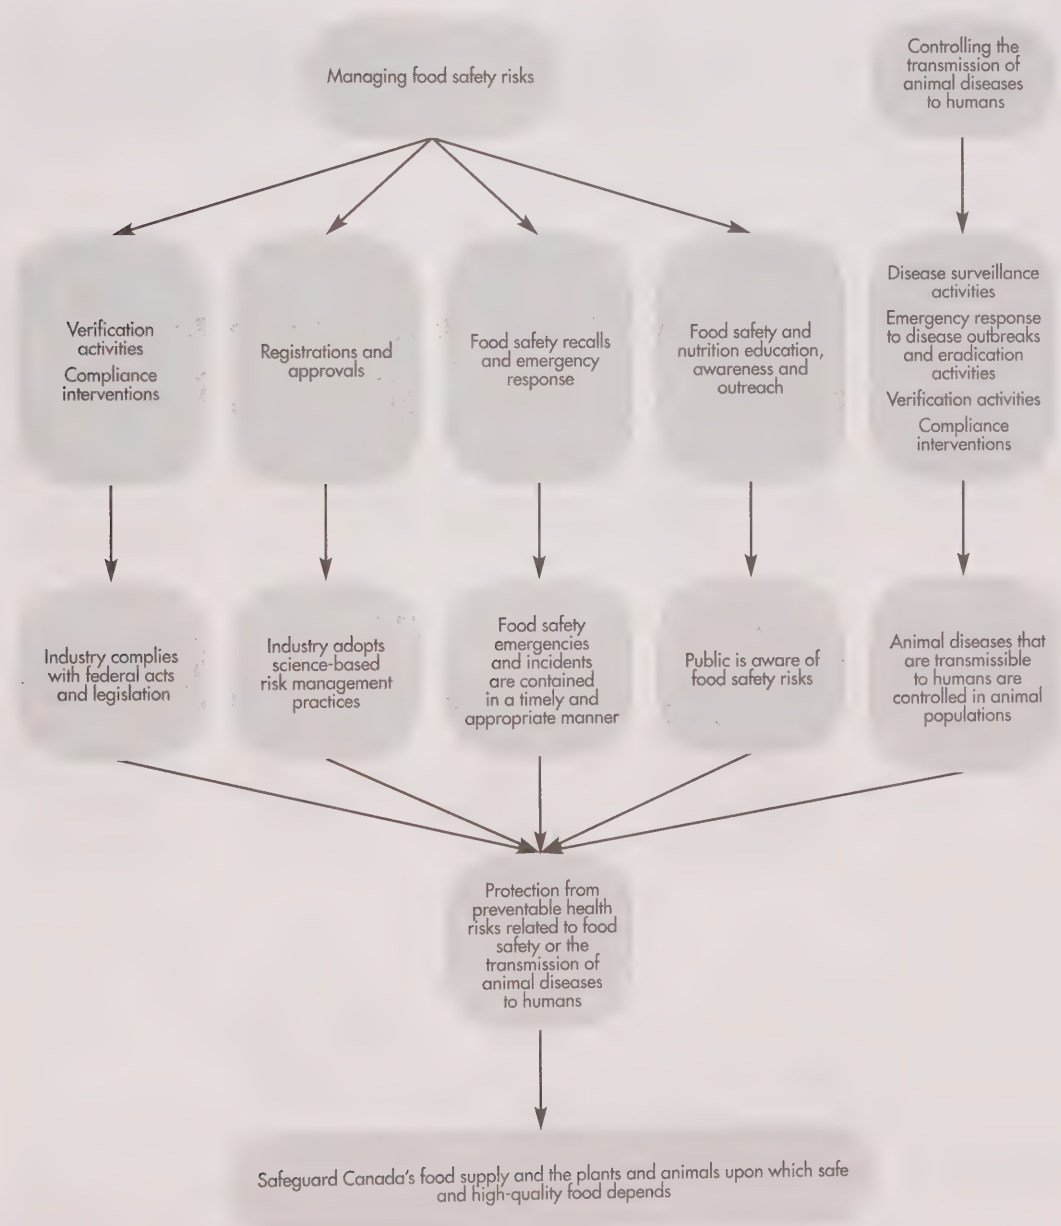 Managing food safety risks
Controlling the
transmission of
animal diseases
to humans
Verification
activities
Compliance
interventions
Registrations and
approvals
Food safety recalls
and emergency
response
Food safety and
nutrition education,
awareness and
outreach
Disease surveillance
activities
Emergency response
to disease outbreaks
and eradication
activities
Verification activities
Compliance
interventions
Industry complies
with federal acts
and legislation
Industry adopts
science-based
risk management
practices
Food safety
emergencies
and incidents
are contained
in a timely and
appropriate manner
Public is aware of
food safety risks
Animal diseases that
are transmissible
to humans are
controlled in animal
populations
Protection from
preventable health
risks related to food
safety or the
transmission of
animal diseases
to humans
Safeguard Canada's food supply and the plants and animals upon which safe
and high-quality food depends